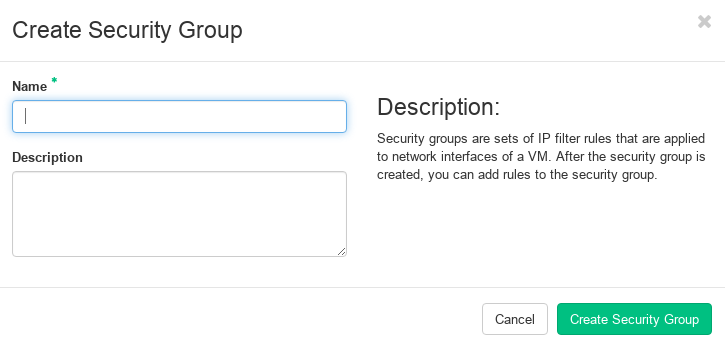 Create Security Group
Name *
Description
Description:
Security groups are sets of IP filter rules that are applied
to network interfaces of a VM. After the security group is
created, you can add rules to the security group.
Cancel
Create Security Group